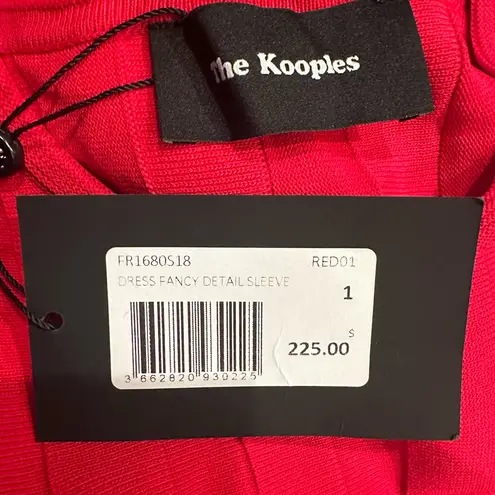 the Kooples
FR1680S18 RED01
DRESS FANCY DETAIL SLEEVE
1
$
225.00
3 662820 930225